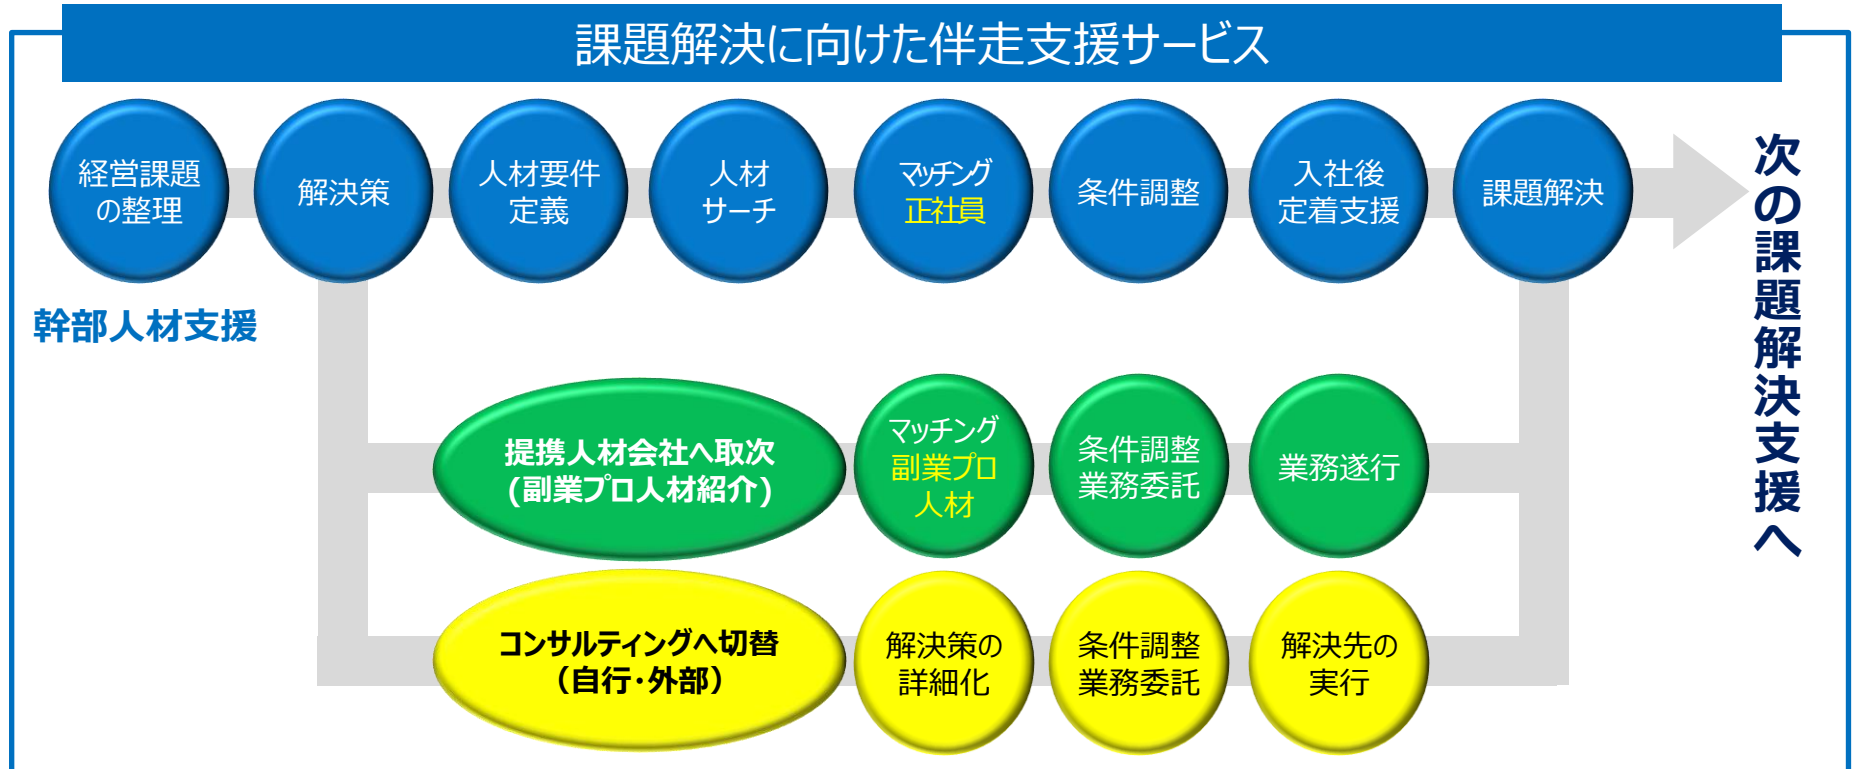 課題解決に向けた伴走支援サービス
経営課題
の整理
解決策
人材要件
定義
人材
サーチ
マッチング
正社員
条件調整
入社後
定着支援
課題解決
次の課題解決支援へ
幹部人材支援
提携人材会社へ取次
(副業プロ人材紹介)
マッチング
副業プロ
人材
条件調整
業務委託
業務遂行
コンサルティングへ切替
（自行・外部）
解決策の
詳細化
条件調整
業務委託
解決先の
実行